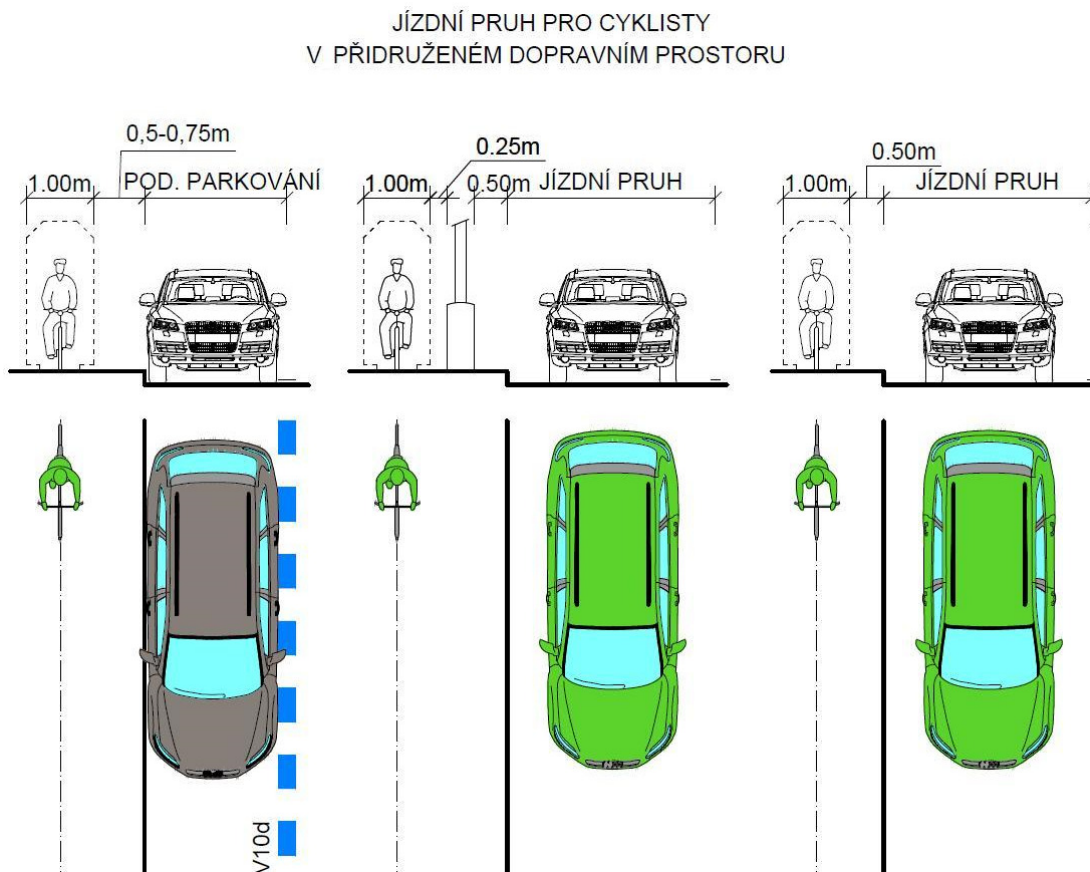 JÍZDNÍ PRUH PRO CYKLISTY
V PŘIDRUŽENÉM DOPRAVNÍM PROSTORU
0,5-0,75m
1.00m POD. PARKOVÁNÍ
0.25m
1.00m 0.50m JÍZDNÍ PRUH
0.50m
1.00m JÍZDNÍ PRUH
V10d